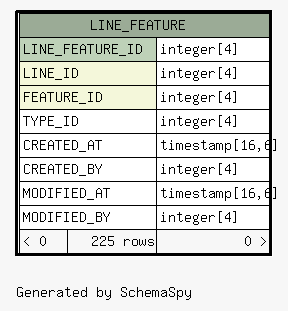 LINE_FEATURE
LINE_FEATURE_ID integer[4]
LINE_ID integer[4]
FEATURE_ID integer[4]
TYPE_ID integer[4]
CREATED_AT timestamp[16,6]
CREATED_BY integer[4]
MODIFIED_AT timestamp[16,6]
MODIFIED_BY integer[4]
< 0 225 rows 0 >
Generated by SchemaSpy